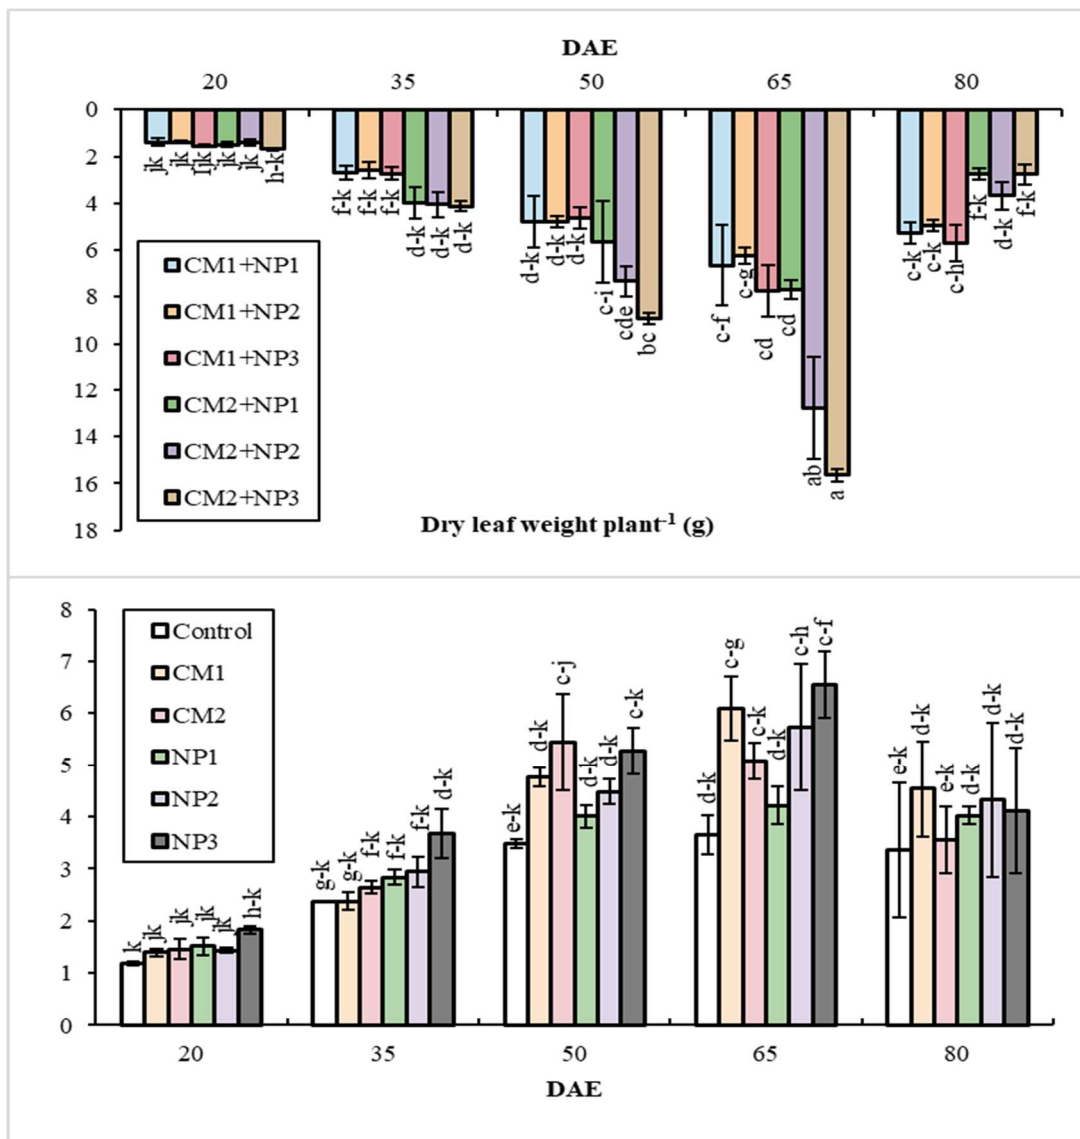 DAE
20 35 50 65 80
0
2
4
6
8
10
12
14
16
18
jk jk ijk jk jk h-k
f-k f-k f-k d-k d-k d-k
d-k d-k d-k c-i cde bc
c-f c-g cd cd ab a
c-k c-k c-h f-k d-k f-k
CM1+NP1
CM1+NP2
CM1+NP3
CM2+NP1
CM2+NP2
CM2+NP3
Dry leaf weight plant⁻¹ (g)
8
7
6
5
4
3
2
1
0
Control
CM1
CM2
NP1
NP2
NP3
k jk jk jk jk h-k
g-k g-k f-k f-k f-k d-k
e-k d-k c-j d-k d-k c-k
d-k c-g c-k d-k c-h c-f
e-k d-k e-k d-k d-k d-k
20 35 50 65 80
DAE